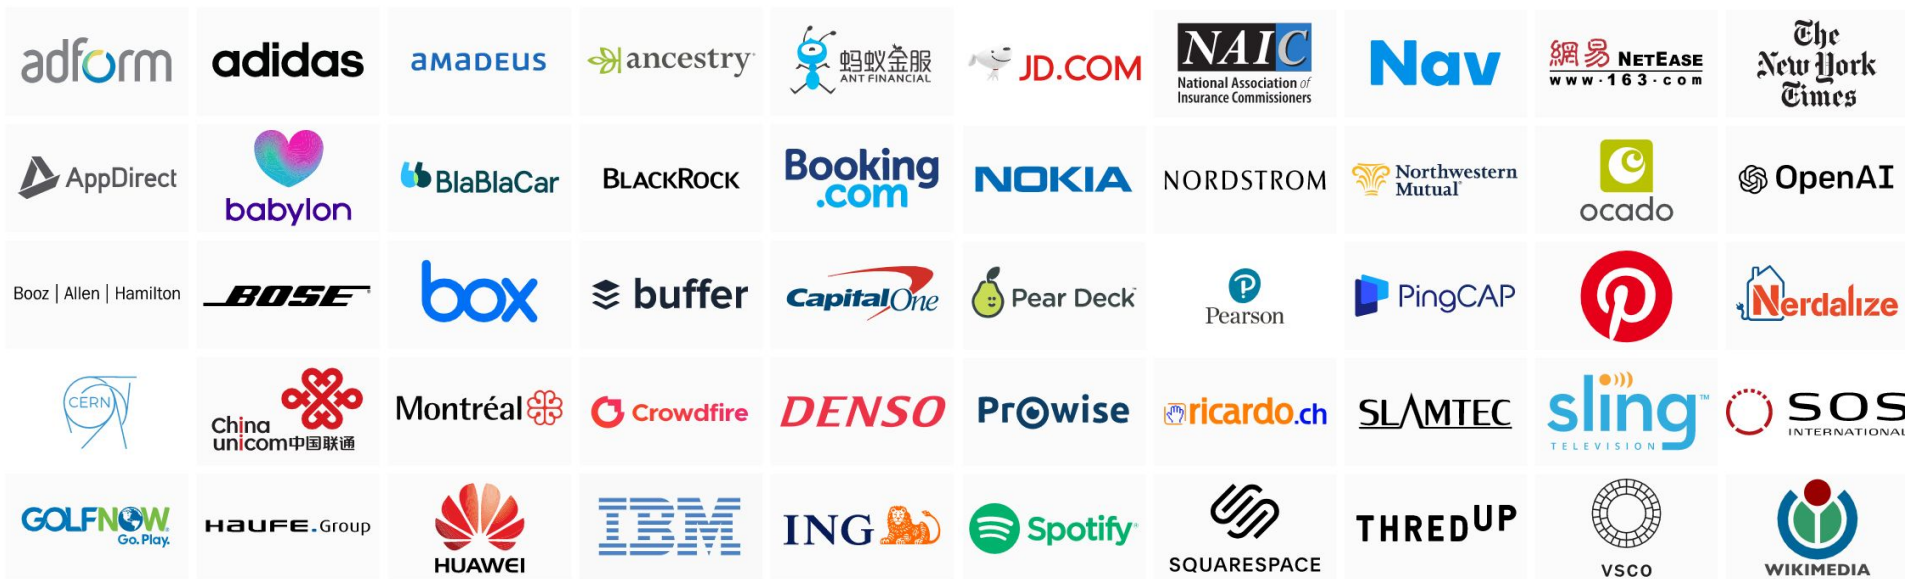 adform
adidas
amadeus
ancestry
蚂蚁金服
ANT FINANCIAL
JD.COM
NAIC
National Association of
Insurance Commissioners
Nav
網易 NETEASE
www.163.com
The
New York
Times
AppDirect
babylon
BlaBlaCar
BLACKROCK
Booking
.com
NOKIA
NORDSTROM
Northwestern
Mutual®
ocado
OpenAI
Booz | Allen | Hamilton
BOSE
box
buffer
CapitalOne
Pear Deck™
P
Pearson
PingCAP
P
Nerdalize
CERN
China
unicom中国联通
Montréal
Crowdfire
DENSO
Prowise
ricardo.ch
SLAMTEC
sling™
TELEVISION
SOS
INTERNATIONAL
GOLFNOW.
Go. Play.
HAUFE.Group
HUAWEI
IBM
ING
Spotify®
SQUARESPACE
THREDUP
VSCO
WIKIMEDIA